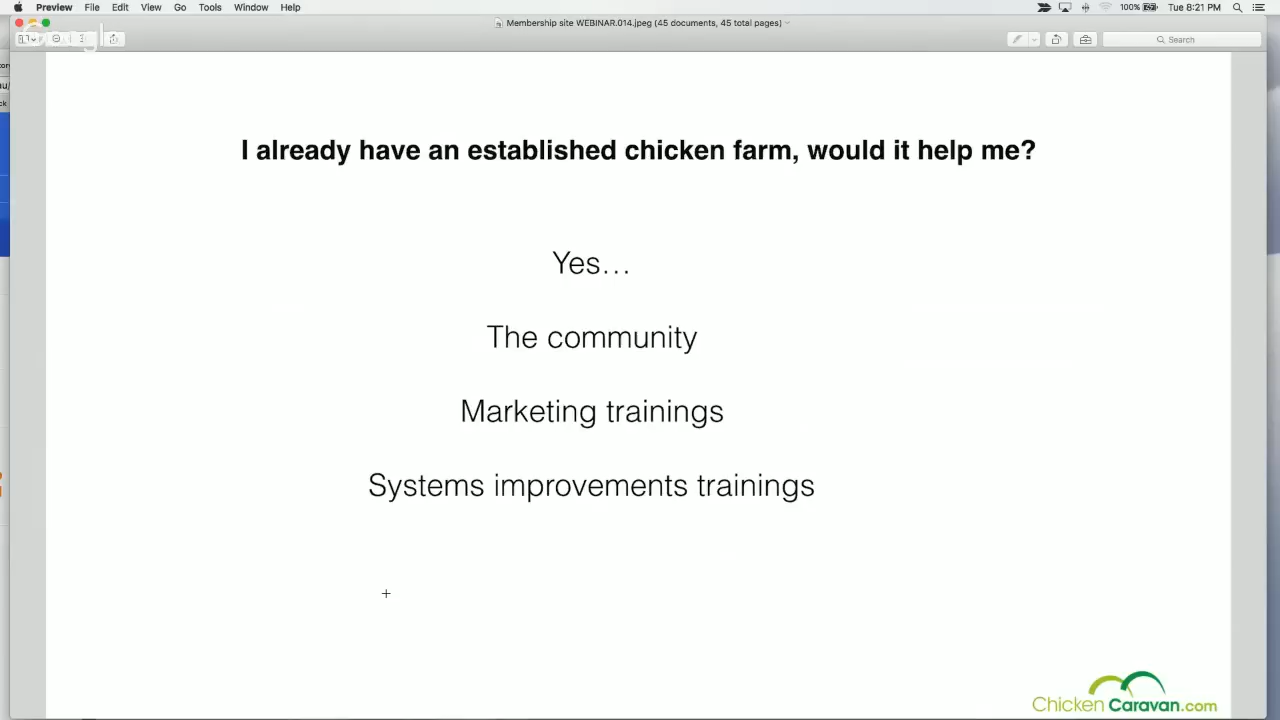 Preview File Edit View Go Tools Window Help 100% Tue 8:21 PM
Membership site WEBINAR.014.jpeg (45 documents, 45 total pages)
Search
I already have an established chicken farm, would it help me?
Yes…
The community
Marketing trainings
Systems improvements trainings
ChickenCaravan.com